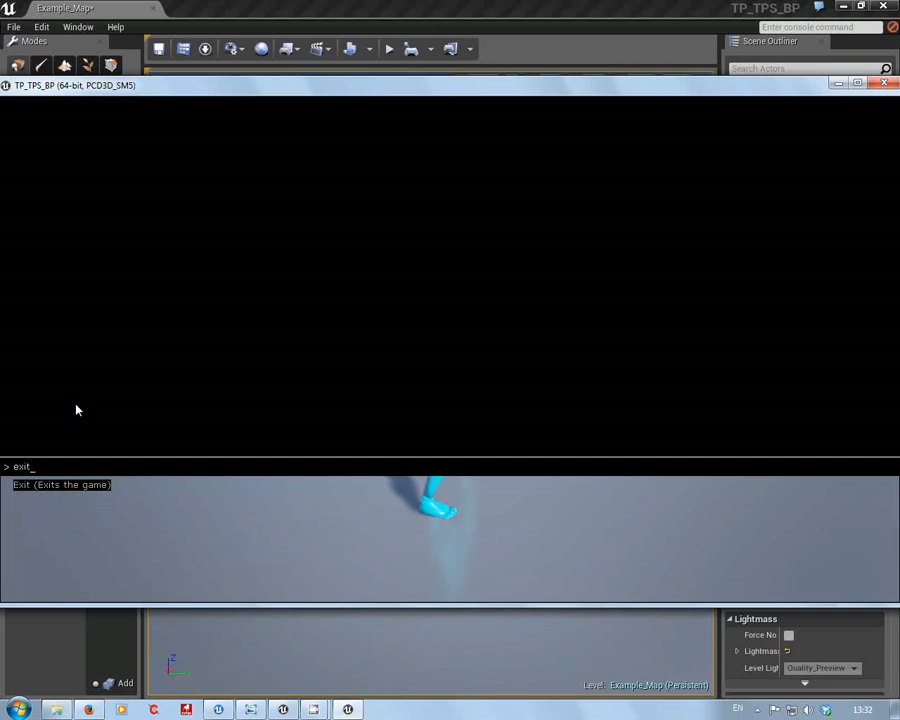 Example_Map*
TP_TPS_BP
File Edit Window Help
Enter console command
Modes
Scene Outliner
Search Actors
TP_TPS_BP (64-bit, PCD3D_SM5)
> exit_
Exit (Exits the game)
Lightmass
Force No
Lightmas
Level Ligh
Quality_Preview
Z
Add
Level: Example_Map (Persistent)
EN
13:32